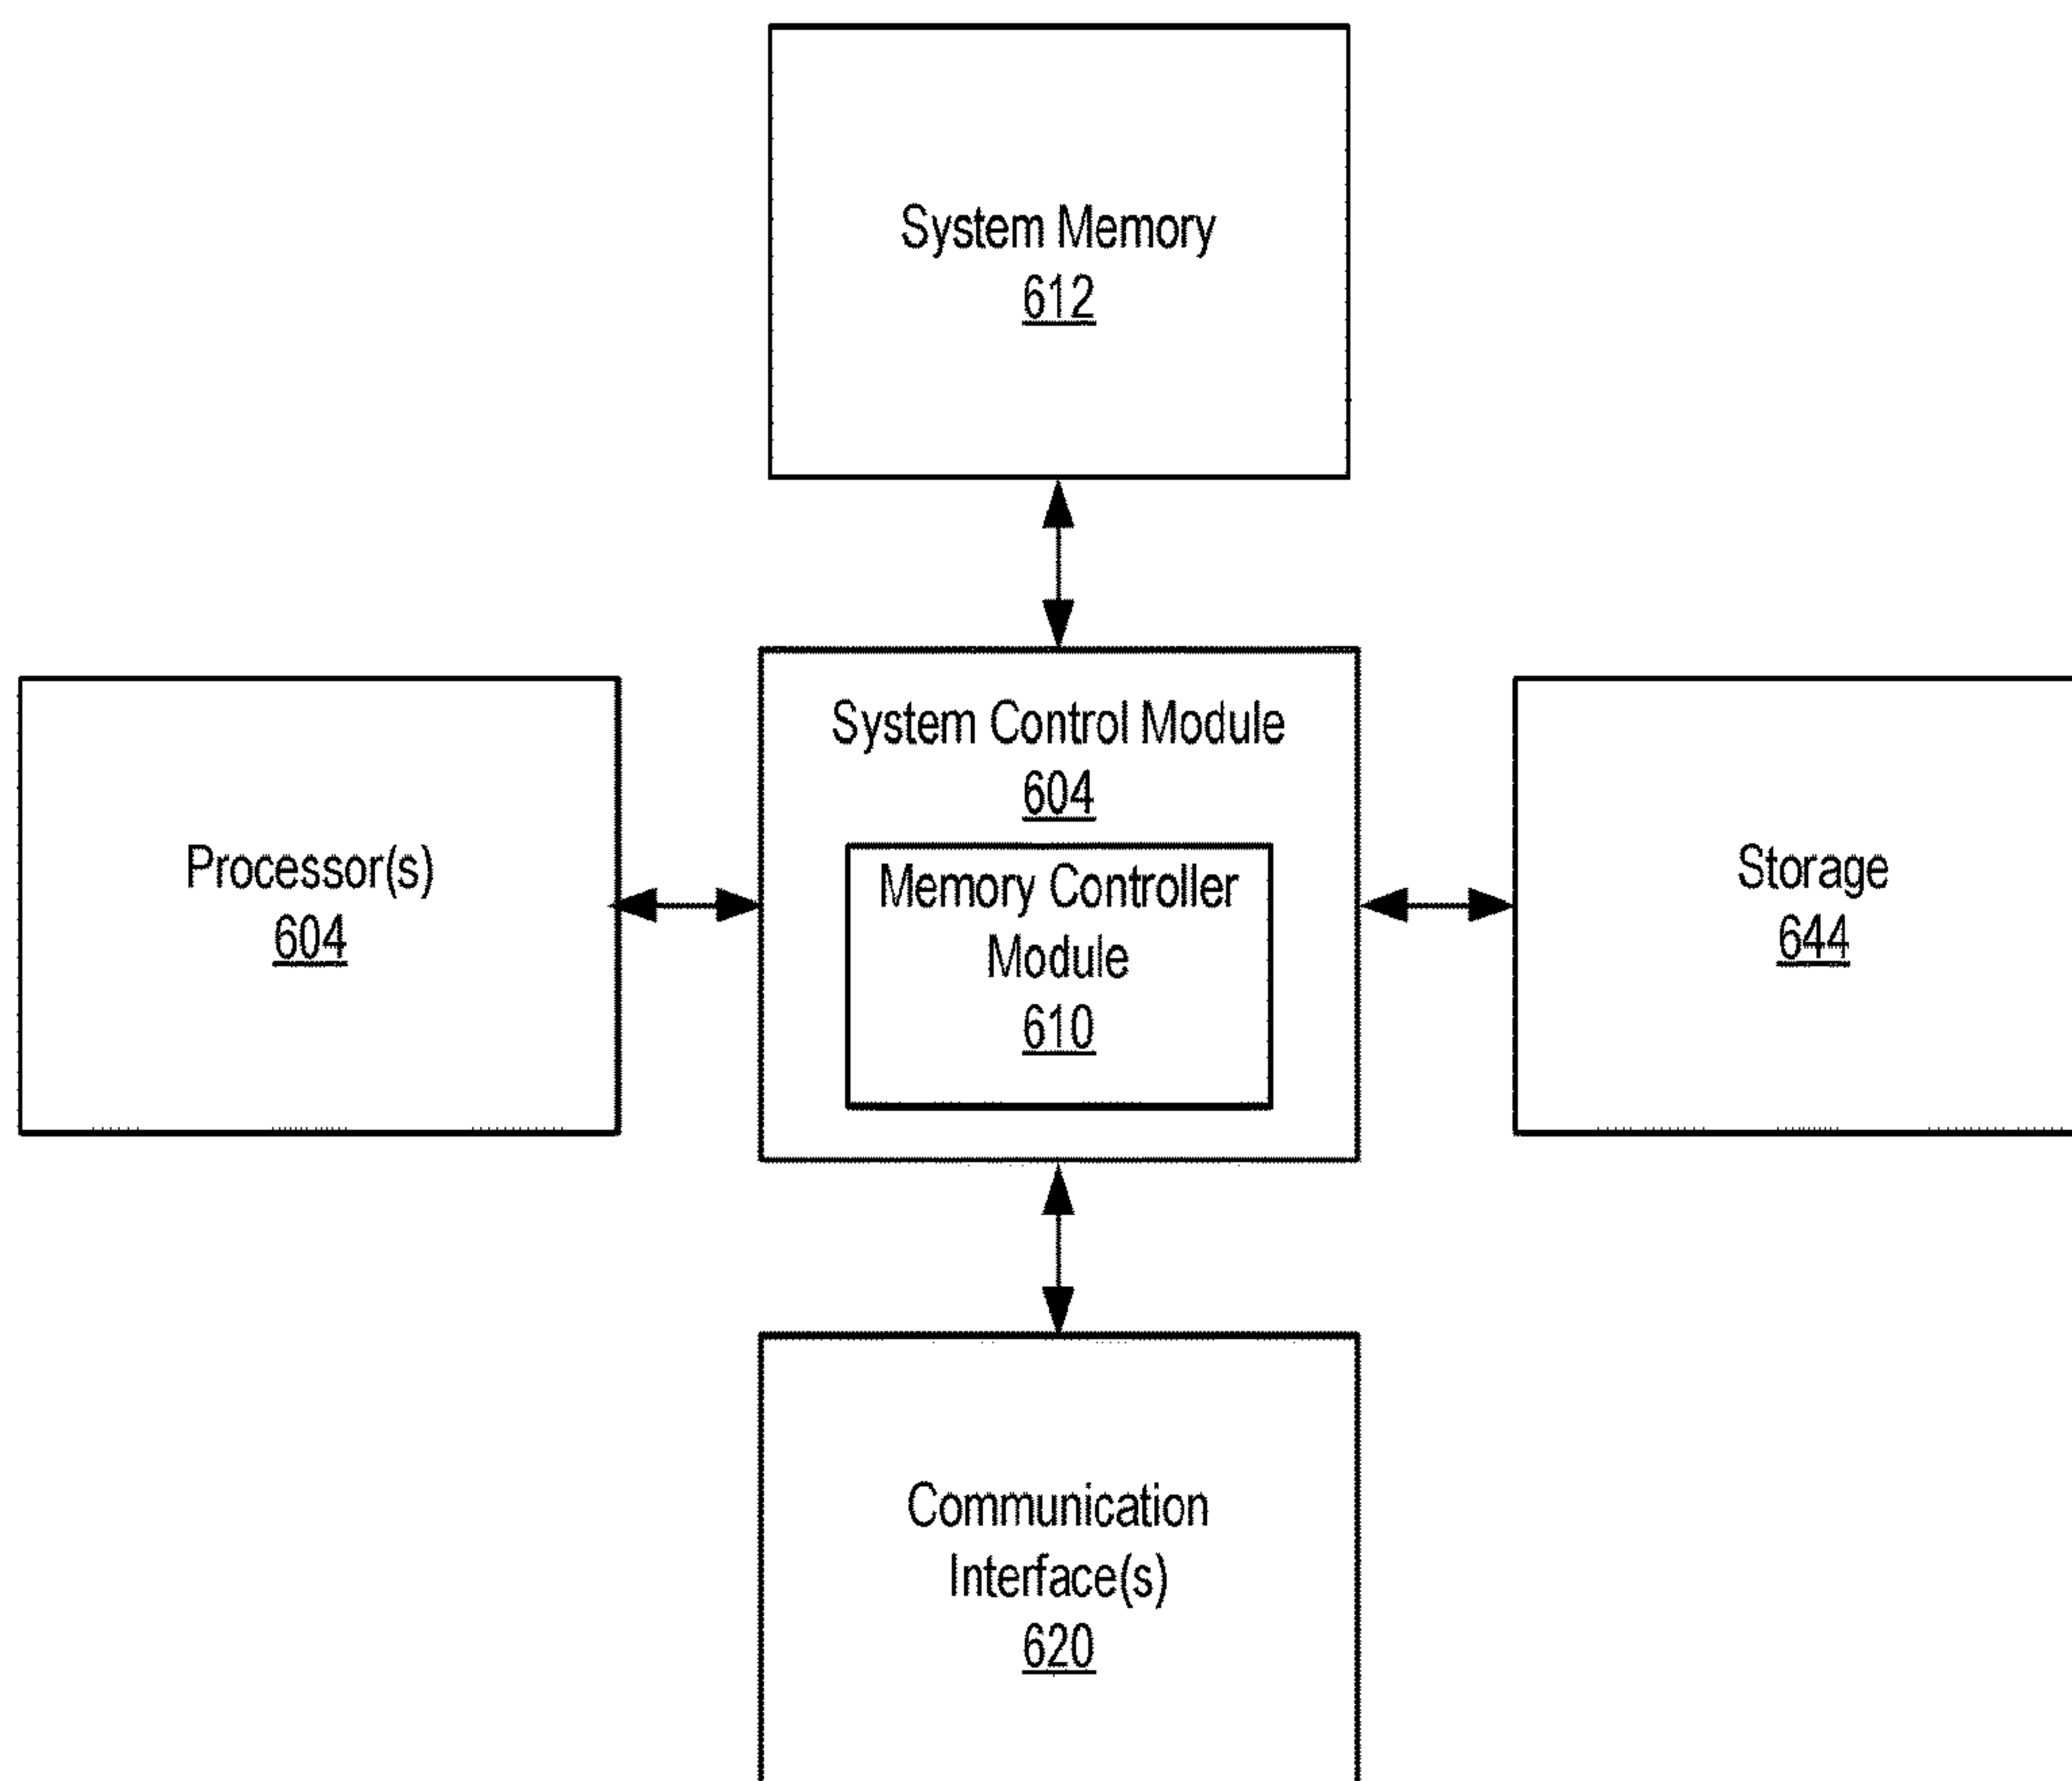 System Memory
612
System Control Module
604
Memory Controller
Module
610
Processor(s)
604
Storage
644
Communication
Interface(s)
620